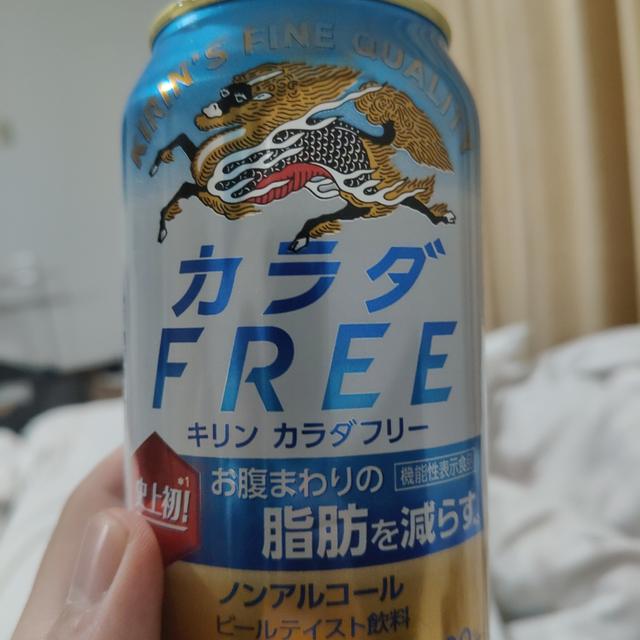 KIRIN'S FINE QUALITY
カラダ
FREE
キリン カラダフリー
史上初!
*1
お腹まわりの
機能性表示食品
脂肪を減らす。
ノンアルコール
ビールテイスト飲料